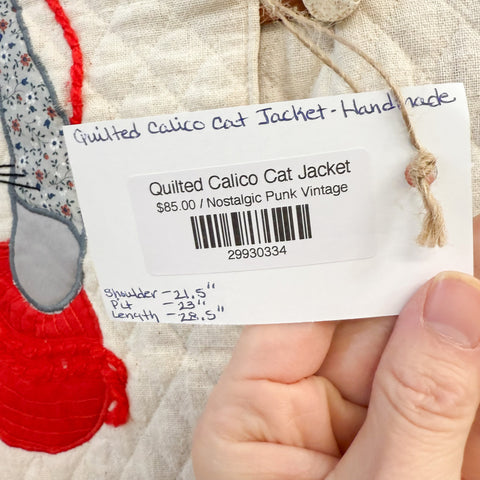 Quilted Calico Cat Jacket - Handmade
Quilted Calico Cat Jacket
$85.00 / Nostalgic Punk Vintage
29930334
Shoulder - 21.5"
Pit - 23"
Length - 28.5"